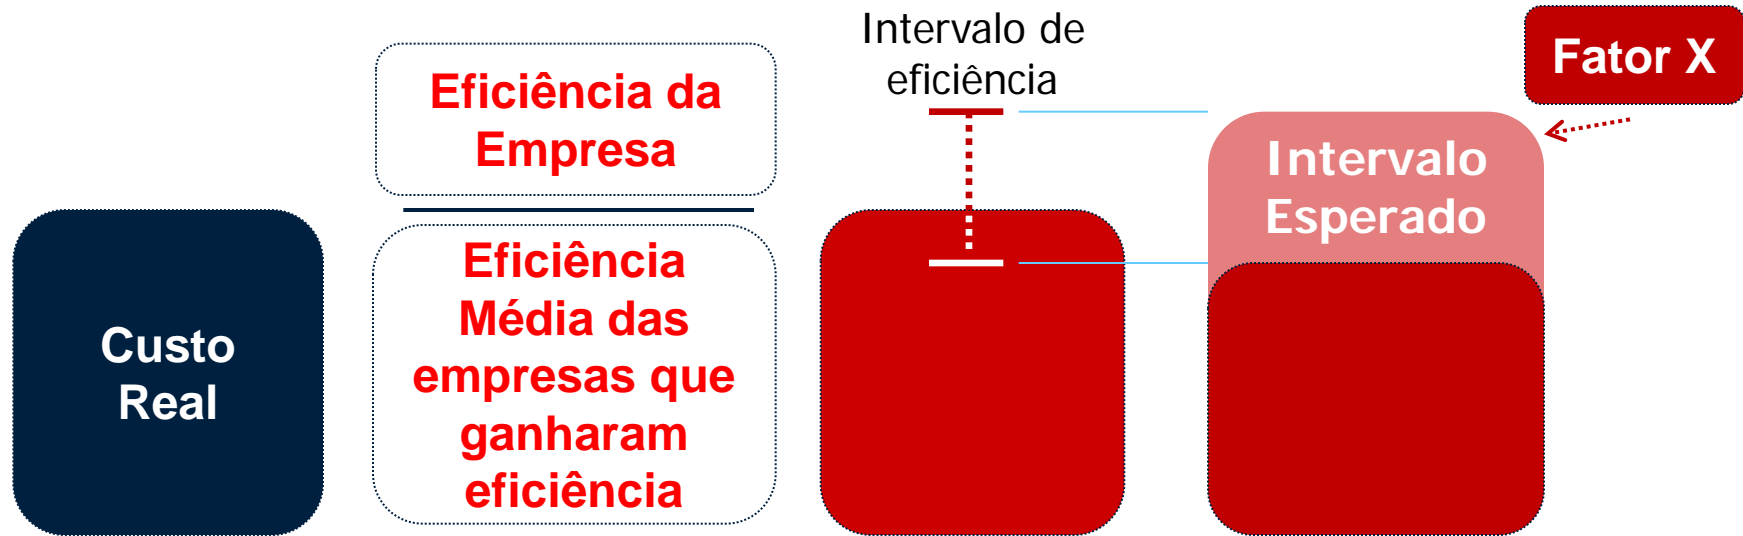 Custo
Real
Eficiência da
Empresa
Eficiência
Média das
empresas que
ganharam
eficiência
Intervalo de
eficiência
Intervalo
Esperado
Fator X